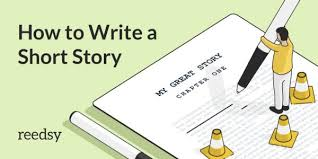 How to Write a
Short Story
MY GREAT STORY
CHAPTER ONE
reedsy